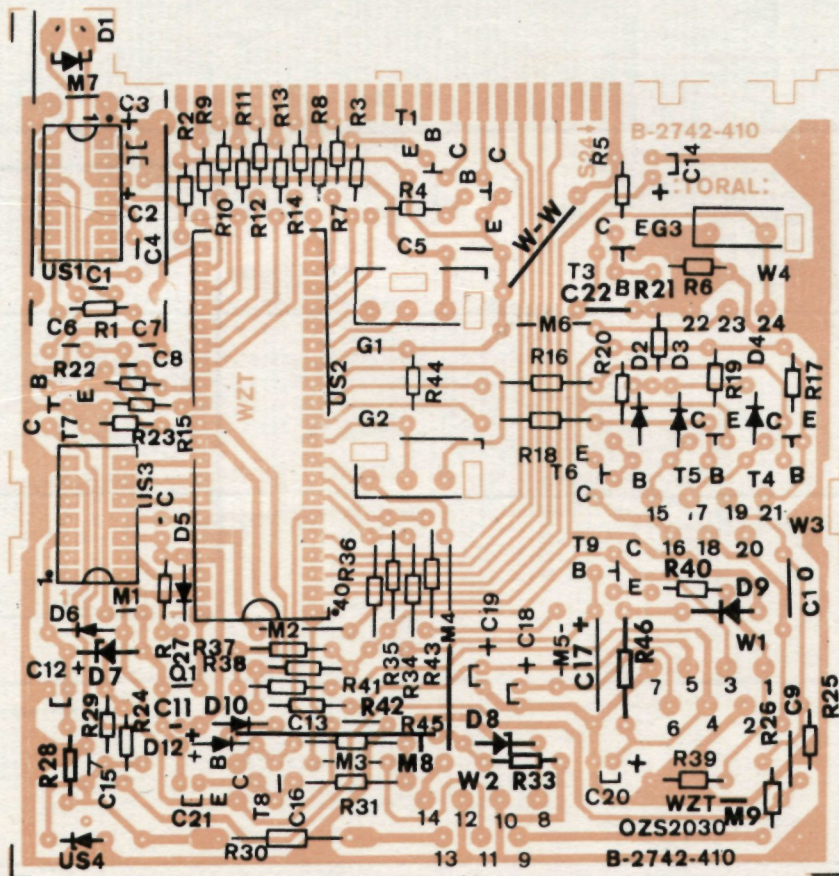 D1
M7
C3
R2
R9
R11
R13
R8
R3
T1
B
E
C
C
B
E
S24
B-2742-410
C14
R5
:TORAL:
C2
C4
R10
R12
R14
R7
R4
C5
W-W
C
EG3
US1
C1
T3
B
R21
R6
W4
C22
C6
R1
C7
M6
22 23 24
G1
US2
R16
R20
D2
D3
D4
R22
C8
R44
R19
R17
B
E
WZT
C
T7
R23
R15
G2
R18
E
T6
C
C
E
C
E
B
T5
B
T4
B
US3
C
15 17 19 21
W3
D5
T9
C
16 18 20
B
E
R40
D9
C10
1
M1
40
R36
W1
D6
M2
M4
C19
C18
M5
C17
R46
R37
R38
D7
R35
R34
R43
C12
R27
R41
R42
7 5 3 1
C11
D10
C13
R45
6 4 2
R26
C9
R25
R29
R24
D12
D8
R28
C15
B
C
M3
M8
W2
R33
R39
C21
E
T8
C16
R31
C20
WZT
M9
14 12 10 8
OZS2030
US4
R30
13 11 9
B-2742-410